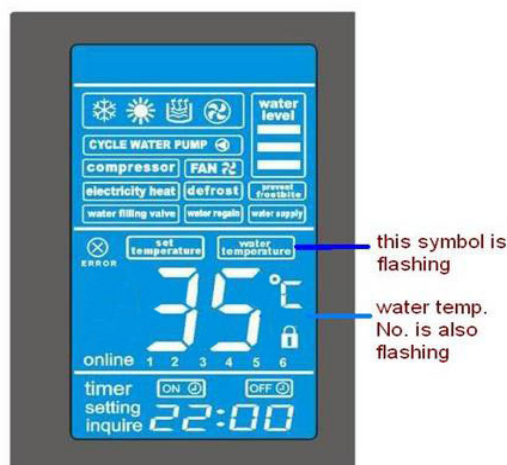 water level
CYCLE WATER PUMP
compressor FAN
electricity heat defrost prevent frostbite
water filling valve water regain water supply
ERROR set temperature water temperature
this symbol is flashing
35 °C
water temp. No. is also flashing
online 1 2 3 4 5 6
timer ON OFF
setting
inquire 22:00